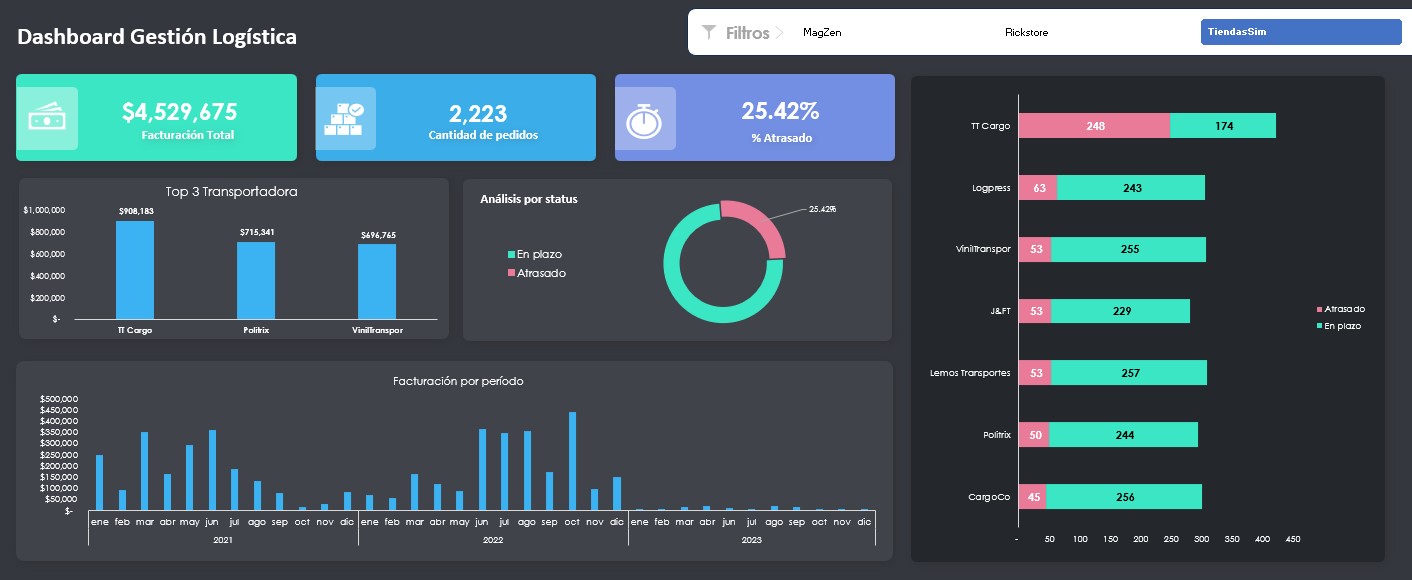 Dashboard Gestión Logística
Filtros
MagZen
Rickstore
TiendasSim
$4,529,675
Facturación Total
2,223
Cantidad de pedidos
25.42%
% Atrasado
Top 3 Transportadora
$1,000,000
$800,000
$600,000
$400,000
$200,000
$-
$908,183
$715,341
$696,765
TT Cargo
Politrix
ViniTranspor
Análisis por status
En plazo
Atrasado
25.42%
Facturación por período
$500,000
$450,000
$400,000
$350,000
$300,000
$250,000
$200,000
$150,000
$100,000
$50,000
$-
ene feb mar abr may jun jul ago sep oct nov dic ene feb mar abr may jun jul ago sep oct nov dic ene feb mar abr may jun jul ago sep oct nov dic
2021 2022 2023
TT Cargo 248 174
Logpress 63 243
ViniTranspor 53 255
J&FT 53 229
Lemos Transportes 53 257
Politrix 50 244
CargoCo 45 256
- 50 100 150 200 250 300 350 400 450
Atrasado
En plazo